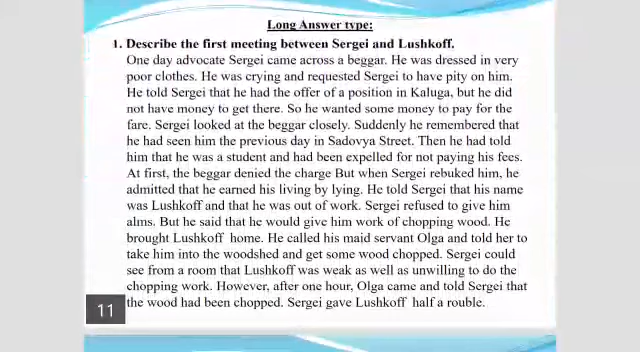 Long Answer type:
1. Describe the first meeting between Sergei and Lushkoff.
One day advocate Sergei came across a beggar. He was dressed in very
poor clothes. He was crying and requested Sergei to have pity on him.
He told Sergei that he had the offer of a position in Kaluga, but he did
not have money to get there. So he wanted some money to pay for the
fare. Sergei looked at the beggar closely. Suddenly he remembered that
he had seen him the previous day in Sadovya Street. Then he had told
him that he was a student and had been expelled for not paying his fees.
At first, the beggar denied the charge But when Sergei rebuked him, he
admitted that he earned his living by lying. He told Sergei that his name
was Lushkoff and that he was out of work. Sergei refused to give him
alms. But he said that he would give him work of chopping wood. He
brought Lushkoff home. He called his maid servant Olga and told her to
take him into the woodshed and get some wood chopped. Sergei could
see from a room that Lushkoff was weak as well as unwilling to do the
chopping work. However, after one hour, Olga came and told Sergei that
the wood had been chopped. Sergei gave Lushkoff half a rouble.
11